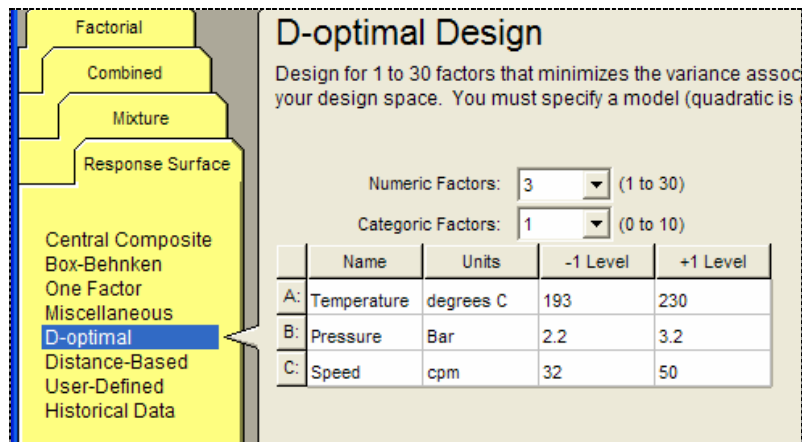 Factorial
Combined
Mixture
Response Surface
Central Composite
Box-Behnken
One Factor
Miscellaneous
D-optimal
Distance-Based
User-Defined
Historical Data
D-optimal Design
Design for 1 to 30 factors that minimizes the variance assoc
your design space. You must specify a model (quadratic is
Numeric Factors: 3 (1 to 30)
Categoric Factors: 1 (0 to 10)
Name Units -1 Level +1 Level
A: Temperature degrees C 193 230
B: Pressure Bar 2.2 3.2
C: Speed cpm 32 50